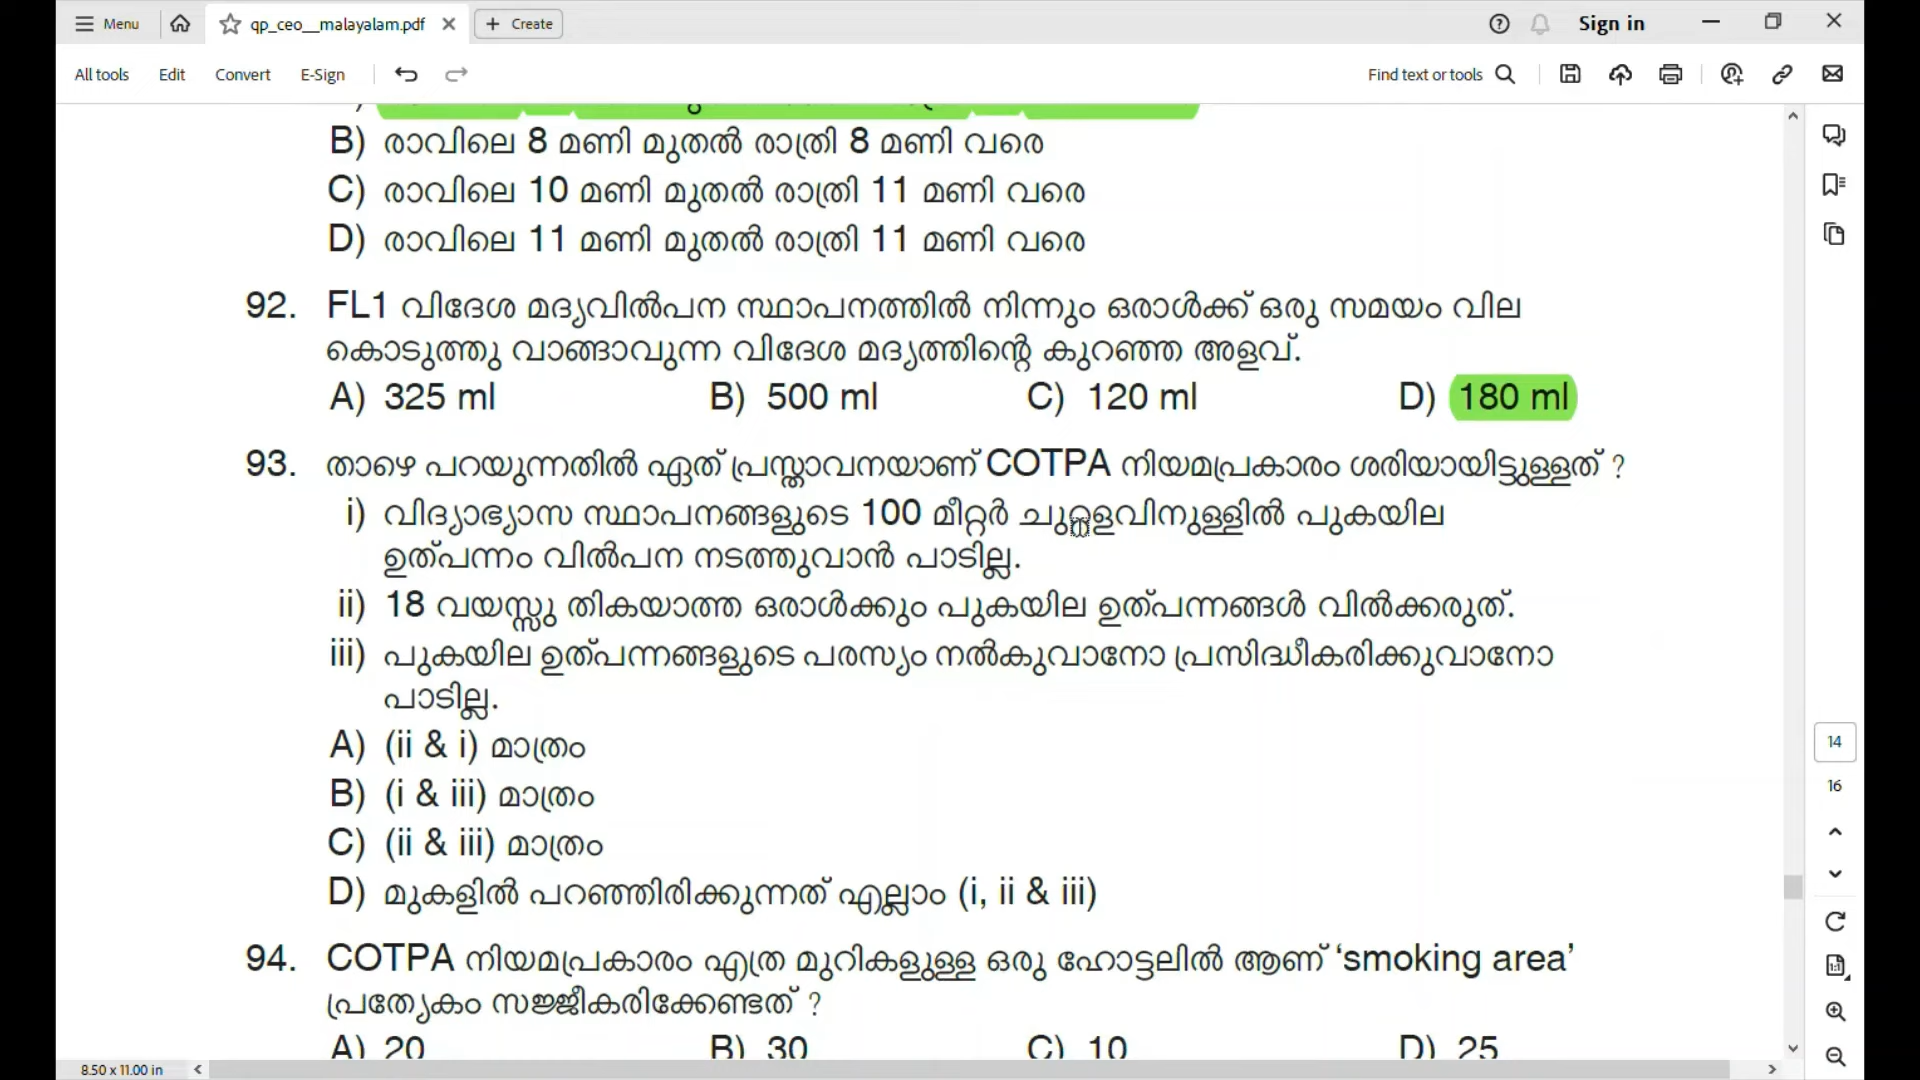 Menu
qp_ceo__malayalam.pdf
Create
Sign in
All tools
Edit
Convert
E-Sign
Find text or tools
B) രാവിലെ 8 മണി മുതൽ രാത്രി 8 മണി വരെ
C) രാവിലെ 10 മണി മുതൽ രാത്രി 11 മണി വരെ
D) രാവിലെ 11 മണി മുതൽ രാത്രി 11 മണി വരെ
92. FL1 വിദേശ മദ്യവിൽപന സ്ഥാപനത്തിൽ നിന്നും ഒരാൾക്ക് ഒരു സമയം വില
കൊടുത്തു വാങ്ങാവുന്ന വിദേശ മദ്യത്തിന്റെ കുറഞ്ഞ അളവ്.
A) 325 ml B) 500 ml C) 120 ml D) 180 ml
93. താഴെ പറയുന്നതിൽ ഏത് പ്രസ്താവനയാണ് COTPA നിയമപ്രകാരം ശരിയായിട്ടുള്ളത് ?
i) വിദ്യാഭ്യാസ സ്ഥാപനങ്ങളുടെ 100 മീറ്റർ ചുറ്റളവിനുള്ളിൽ പുകയില
ഉത്പന്നം വിൽപന നടത്തുവാൻ പാടില്ല.
ii) 18 വയസ്സു തികയാത്ത ഒരാൾക്കും പുകയില ഉത്പന്നങ്ങൾ വിൽക്കരുത്.
iii) പുകയില ഉത്പന്നങ്ങളുടെ പരസ്യം നൽകുവാനോ പ്രസിദ്ധീകരിക്കുവാനോ
പാടില്ല.
A) (ii & i) മാത്രം
B) (i & iii) മാത്രം
C) (ii & iii) മാത്രം
D) മുകളിൽ പറഞ്ഞിരിക്കുന്നത് എല്ലാം (i, ii & iii)
94. COTPA നിയമപ്രകാരം എത്ര മുറികളുള്ള ഒരു ഹോട്ടലിൽ ആണ് ‘smoking area’
പ്രത്യേകം സജ്ജീകരിക്കേണ്ടത് ?
A) 20 B) 30 C) 10 D) 25
14
16
8.50 x 11.00 in